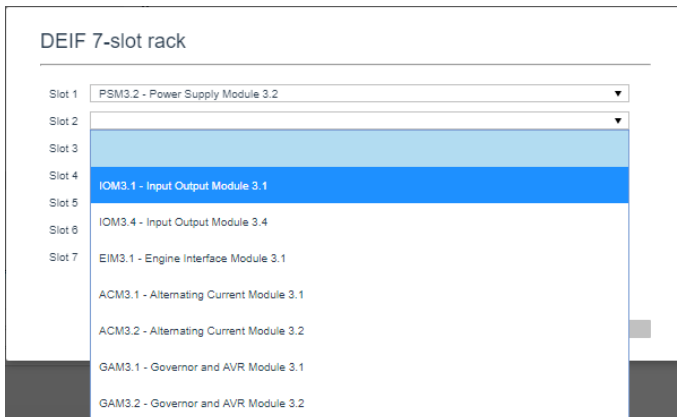 DEIF 7-slot rack
Slot 1 PSM3.2 - Power Supply Module 3.2
Slot 2
Slot 3
Slot 4 IOM3.1 - Input Output Module 3.1
Slot 5
Slot 6 IOM3.4 - Input Output Module 3.4
Slot 7 EIM3.1 - Engine Interface Module 3.1
ACM3.1 - Alternating Current Module 3.1
ACM3.2 - Alternating Current Module 3.2
GAM3.1 - Governor and AVR Module 3.1
GAM3.2 - Governor and AVR Module 3.2